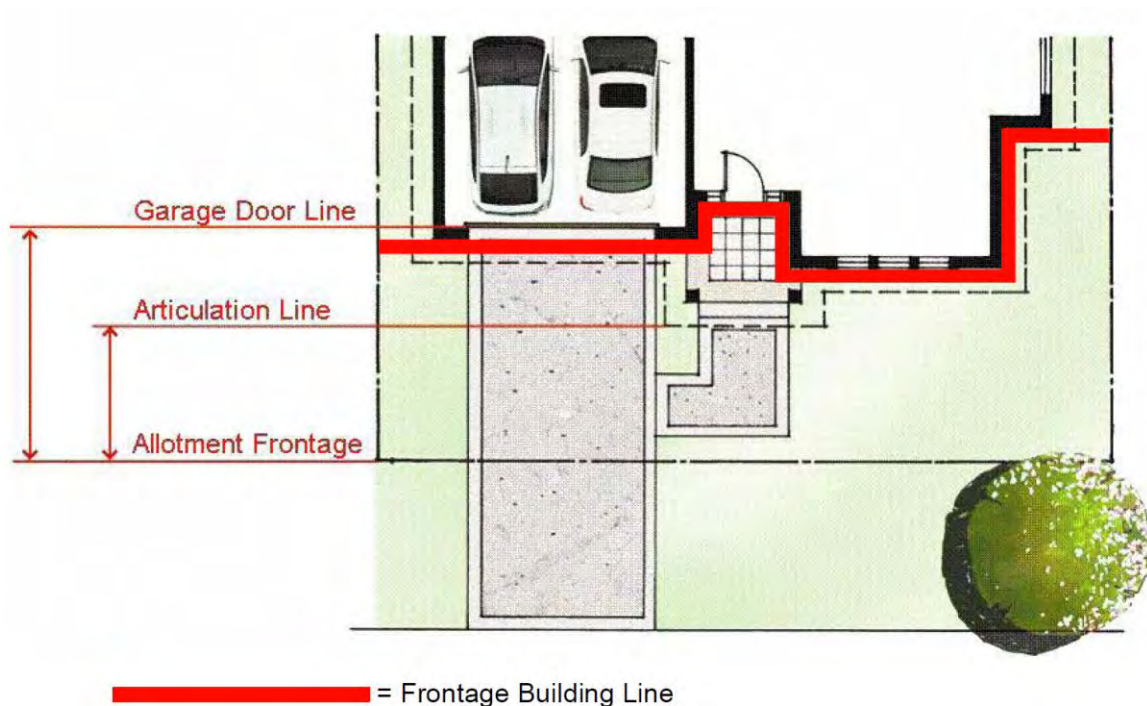 Garage Door Line
Articulation Line
Allotment Frontage
= Frontage Building Line